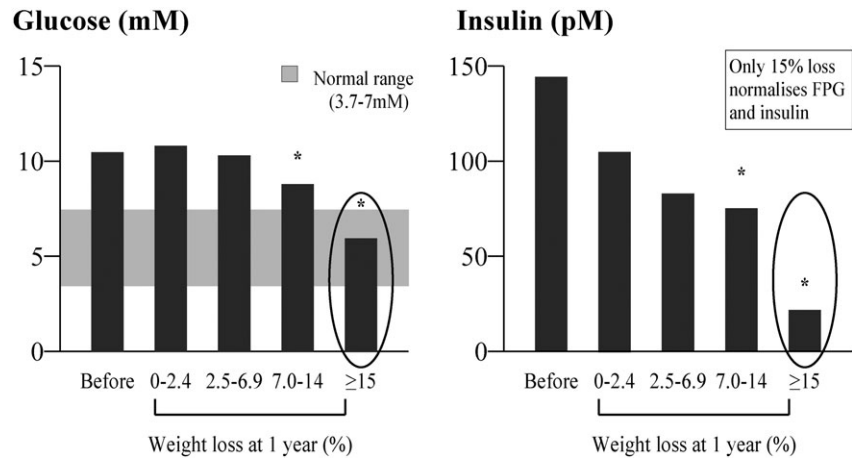 Glucose (mM)
15
10
5
0
Normal range
(3.7-7mM)
*
*
Before
0-2.4
2.5-6.9
7.0-14
≥15
Weight loss at 1 year (%)
Insulin (pM)
150
100
50
0
Only 15% loss
normalises FPG
and insulin
*
*
Before
0-2.4
2.5-6.9
7.0-14
≥15
Weight loss at 1 year (%)